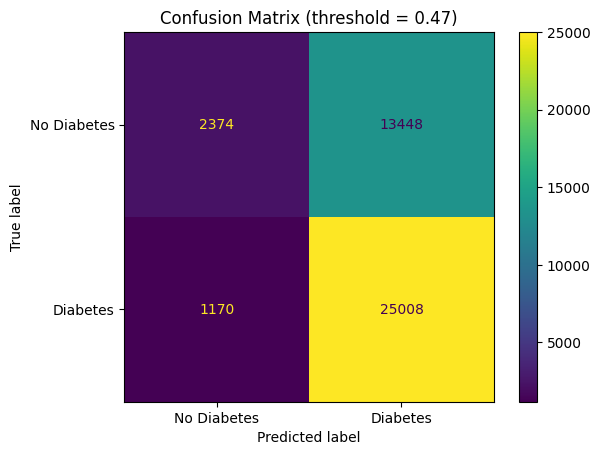 Confusion Matrix (threshold = 0.47)
True label
No Diabetes
Diabetes
2374
13448
1170
25008
No Diabetes
Diabetes
Predicted label
25000
20000
15000
10000
5000